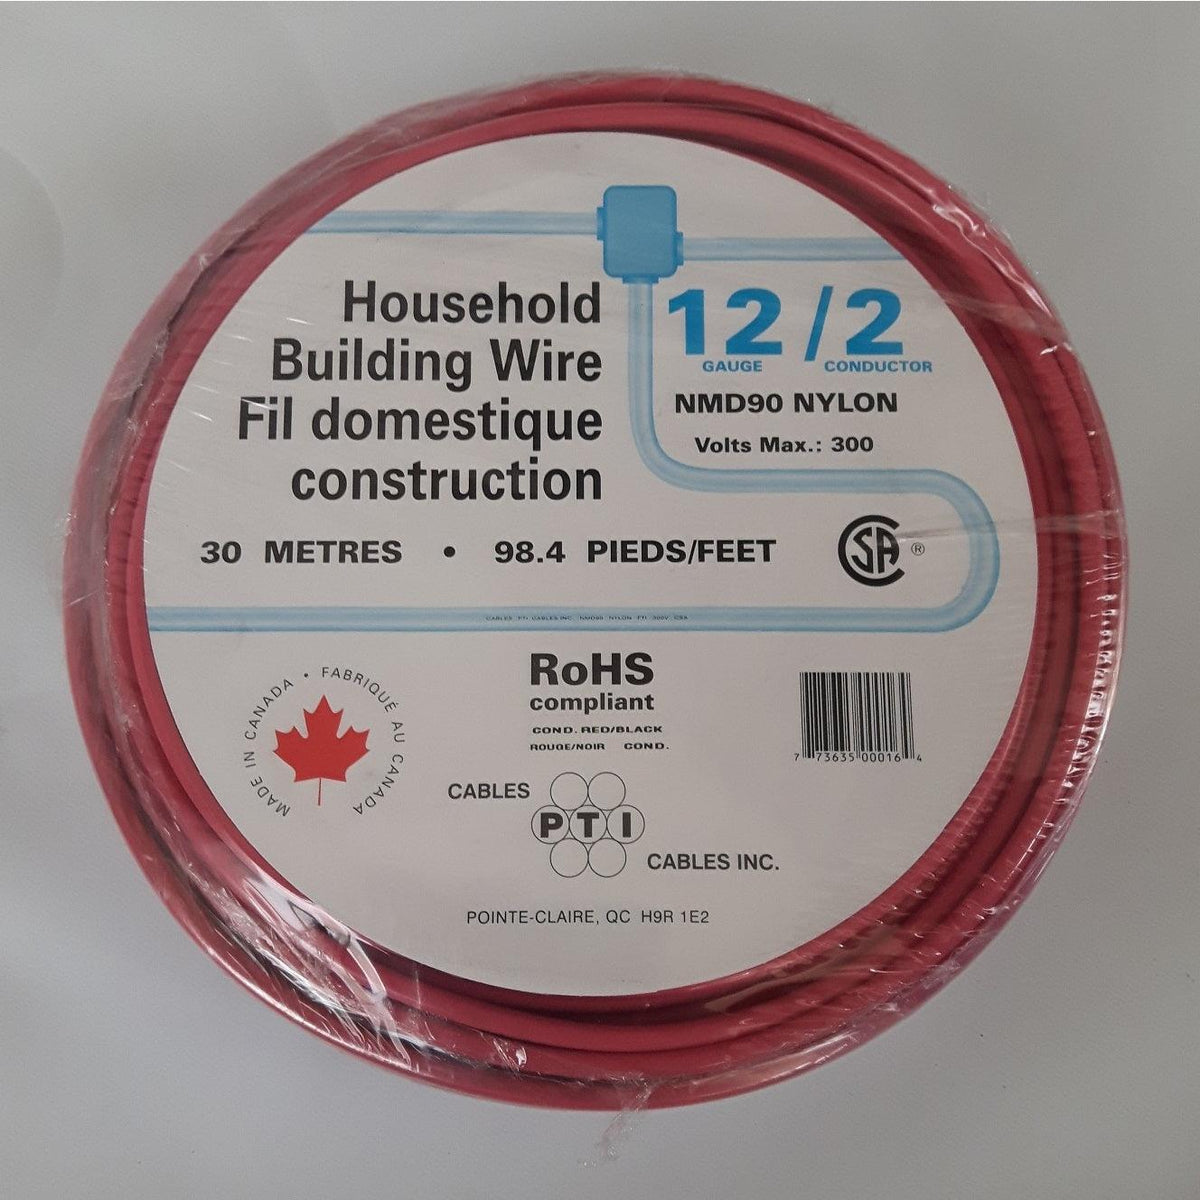 Household
Building Wire
Fil domestique
construction
12 / 2
GAUGE CONDUCTOR
NMD90 NYLON
Volts Max.: 300
30 METRES • 98.4 PIEDS/FEET
CSA ®
CABLES PTI CABLES INC. NMD90 NYLON PTI 300V CSA
MADE IN CANADA • FABRIQUÉ AU CANADA
RoHS
compliant
COND. RED/BLACK
ROUGE/NOIR COND.
7 73635 00016 4
CABLES
PTI
CABLES INC.
POINTE-CLAIRE, QC H9R 1E2